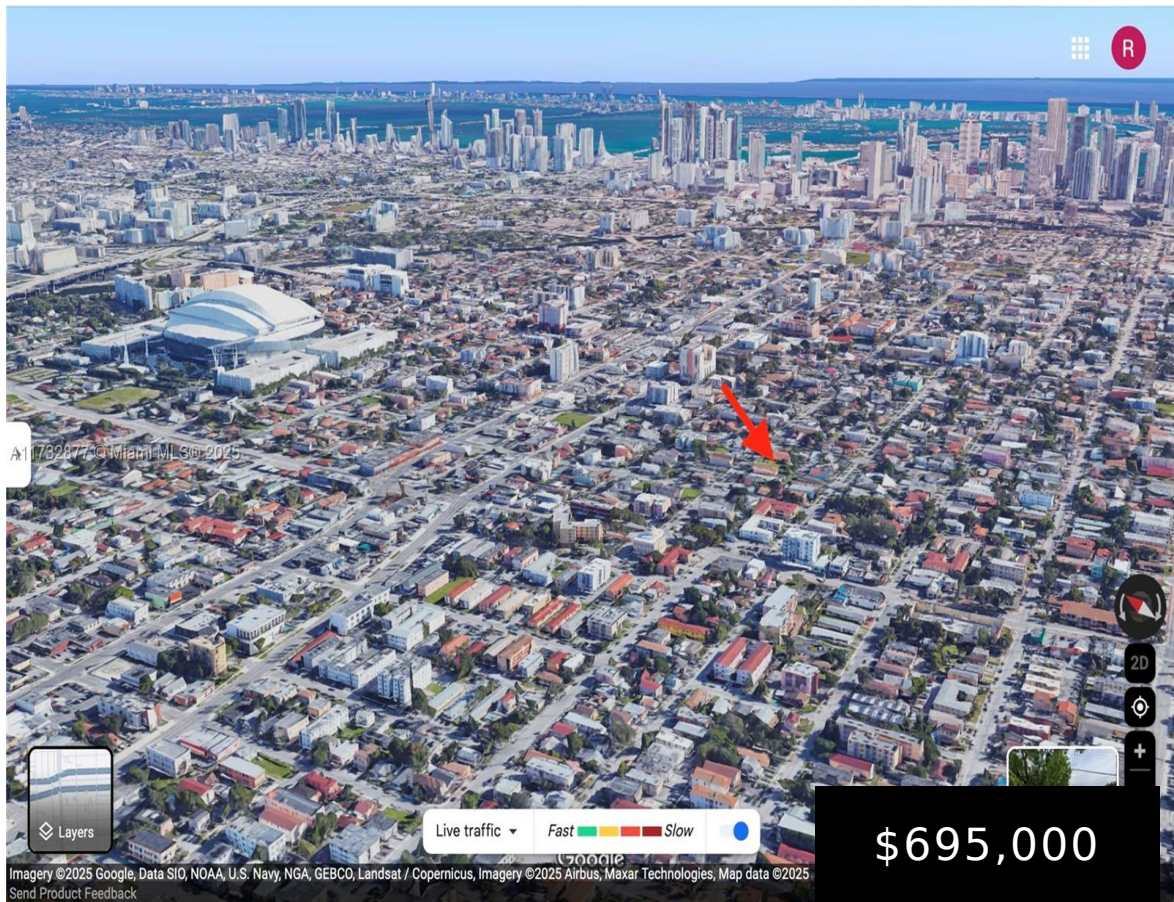 R
A11732877 © Miami MLS® 2025
2D
+
Layers
Live traffic
Fast
Slow
Google
$695,000
Imagery ©2025 Google, Data SIO, NOAA, U.S. Navy, NGA, GEBCO, Landsat / Copernicus, Imagery ©2025 Airbus, Maxar Technologies, Map data ©2025
Send Product Feedback